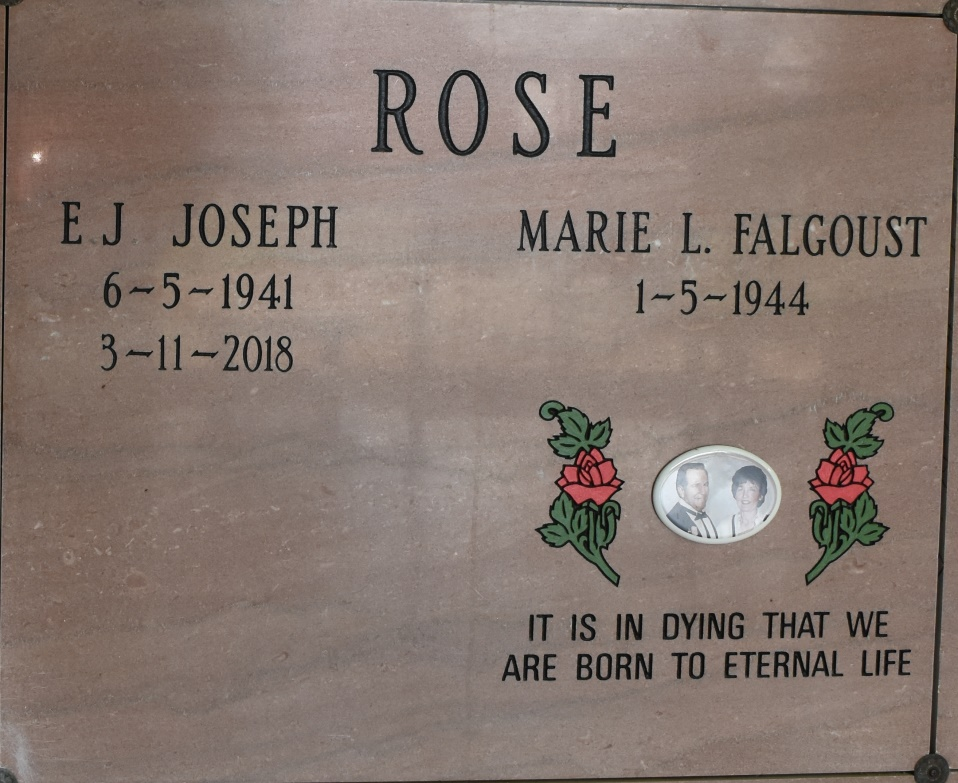 ROSE
E J JOSEPH
6-5-1941
3-11-2018
MARIE L. FALGOUST
1-5-1944
IT IS IN DYING THAT WE
ARE BORN TO ETERNAL LIFE